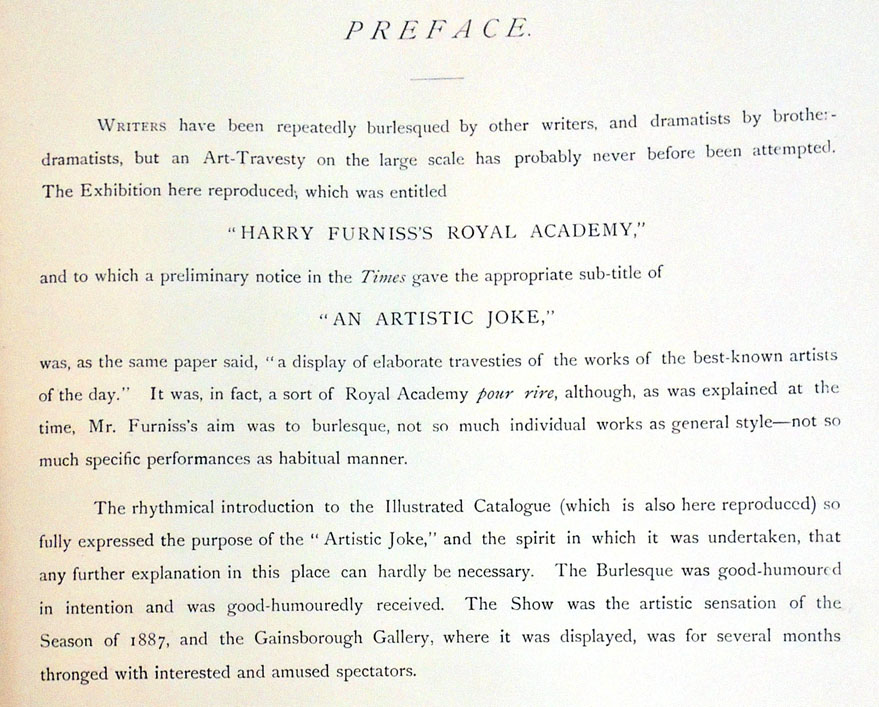 PREFACE.
WRITERS have been repeatedly burlesqued by other writers, and dramatists by brother-
dramatists, but an Art-Travesty on the large scale has probably never before been attempted.
The Exhibition here reproduced, which was entitled
“HARRY FURNISS’S ROYAL ACADEMY,”
and to which a preliminary notice in the Times gave the appropriate sub-title of
“AN ARTISTIC JOKE,”
was, as the same paper said, “a display of elaborate travesties of the works of the best-known artists
of the day.” It was, in fact, a sort of Royal Academy pour rire, although, as was explained at the
time, Mr. Furniss’s aim was to burlesque, not so much individual works as general style—not so
much specific performances as habitual manner.
The rhythmical introduction to the Illustrated Catalogue (which is also here reproduced) so
fully expressed the purpose of the “Artistic Joke,” and the spirit in which it was undertaken, that
any further explanation in this place can hardly be necessary. The Burlesque was good-humoured
in intention and was good-humouredly received. The Show was the artistic sensation of the
Season of 1887, and the Gainsborough Gallery, where it was displayed, was for several months
thronged with interested and amused spectators.